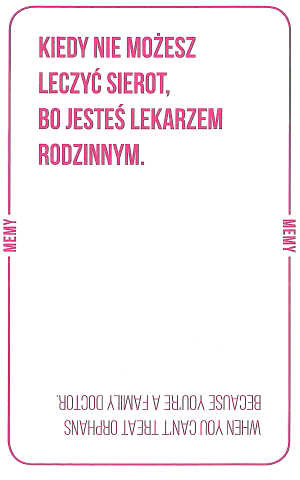 KIEDY NIE MOŻESZ
LECZYĆ SIEROT,
BO JESTEŚ LEKARZEM
RODZINNYM.
MEMY
MEMY
WHEN YOU CAN'T TREAT ORPHANS
BECAUSE YOU'RE A FAMILY DOCTOR.